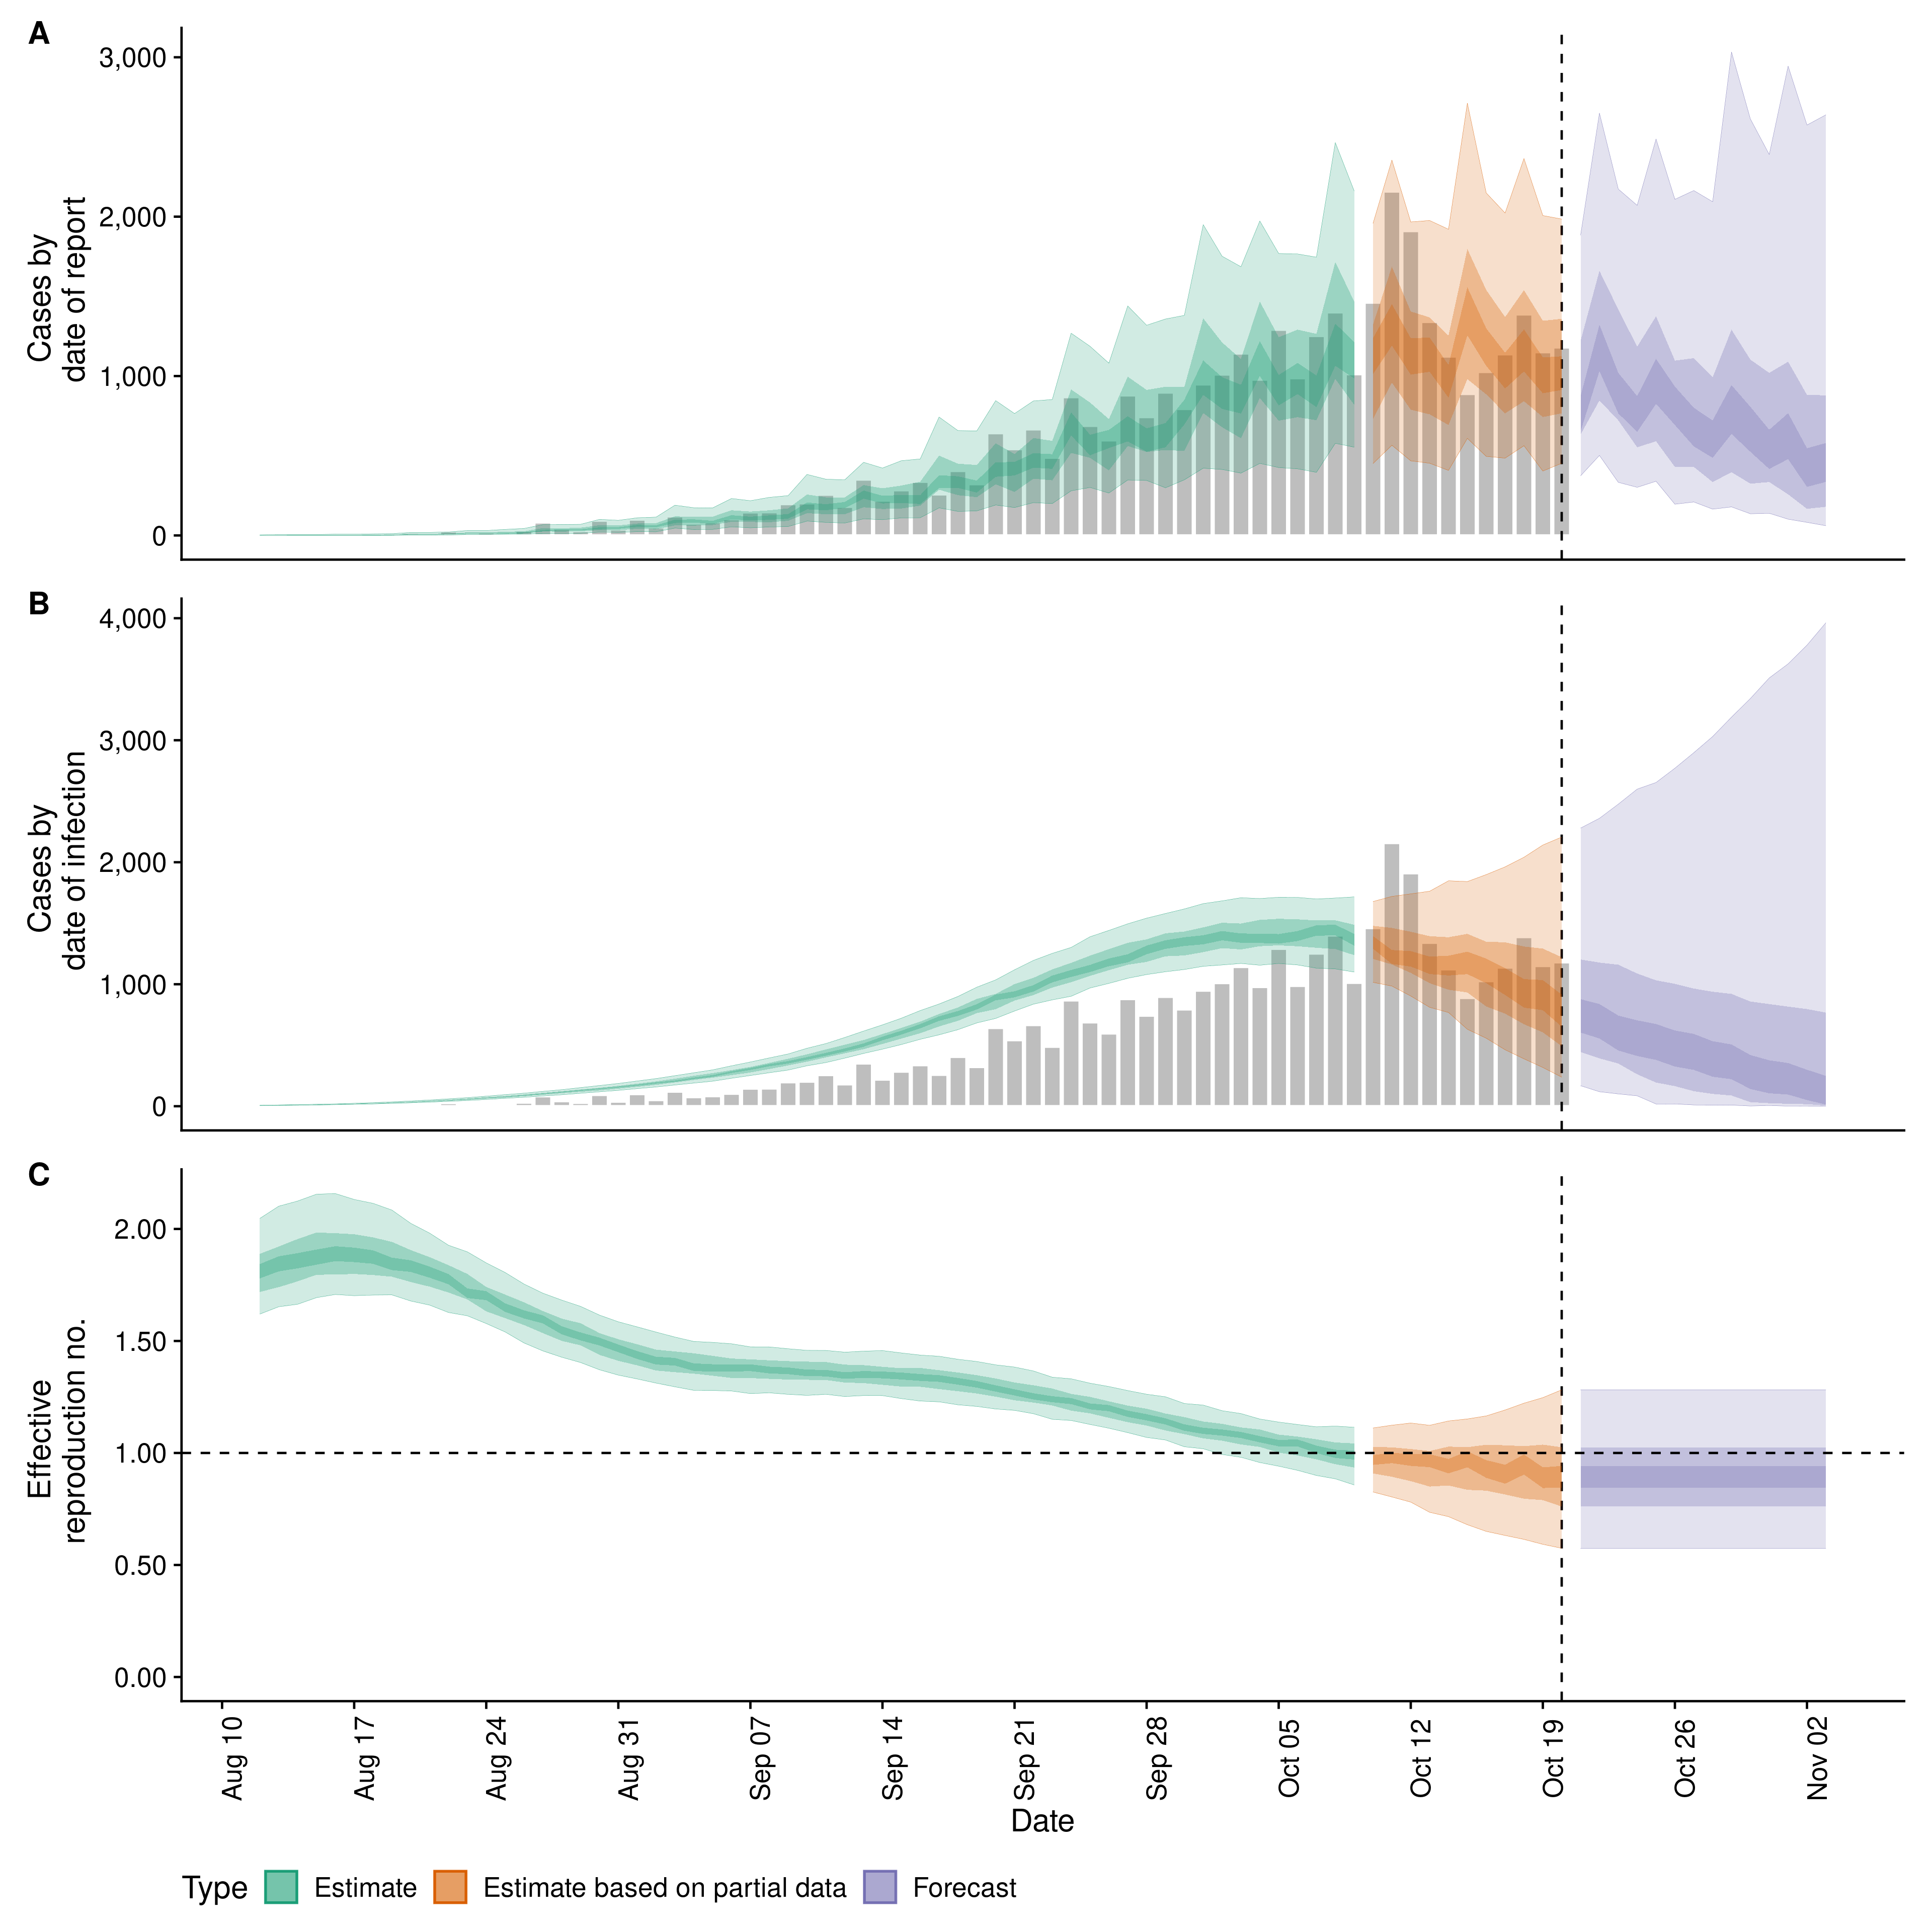 A
3,000
2,000
1,000
0
Cases by
date of report
B
4,000
3,000
2,000
1,000
0
Cases by
date of infection
C
2.00
1.50
1.00
0.50
0.00
Effective
reproduction no.
Aug 10
Aug 17
Aug 24
Aug 31
Sep 07
Sep 14
Sep 21
Sep 28
Oct 05
Oct 12
Oct 19
Oct 26
Nov 02
Date
Type Estimate Estimate based on partial data Forecast